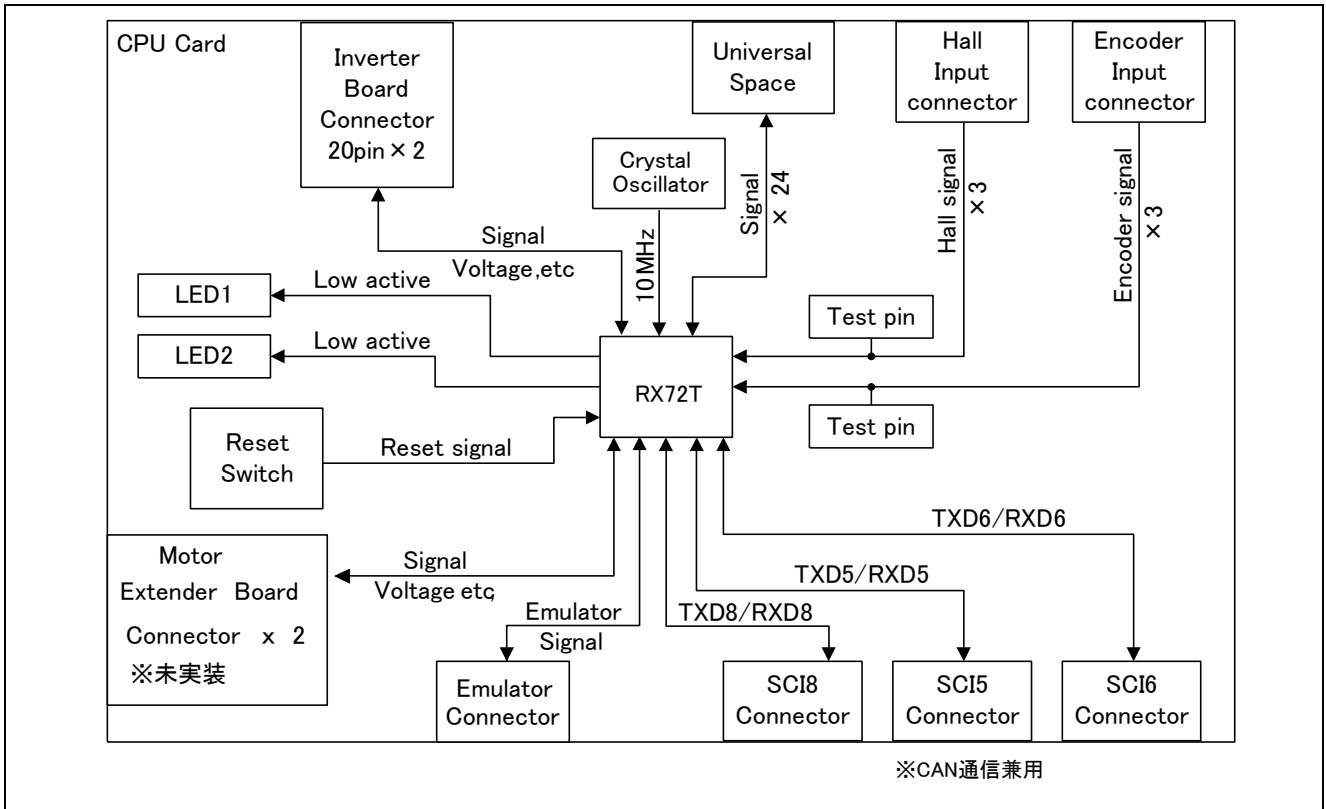 CPU Card
Inverter
Board
Connector
20pin × 2
Universal
Space
Hall
Input
connector
Encoder
Input
connector
Crystal
Oscillator
Signal
× 24
Hall signal
×3
Encoder signal
×3
Signal
Voltage,etc
10MHz
LED1
Low active
LED2
Low active
Test pin
RX72T
Test pin
Reset
Switch
Reset signal
Motor
Extender Board
Connector x 2
※未実装
Signal
Voltage etc,
Emulator
Signal
TXD8/RXD8
TXD5/RXD5
TXD6/RXD6
Emulator
Connector
SCI8
Connector
SCI5
Connector
SCI6
Connector
※CAN通信兼用